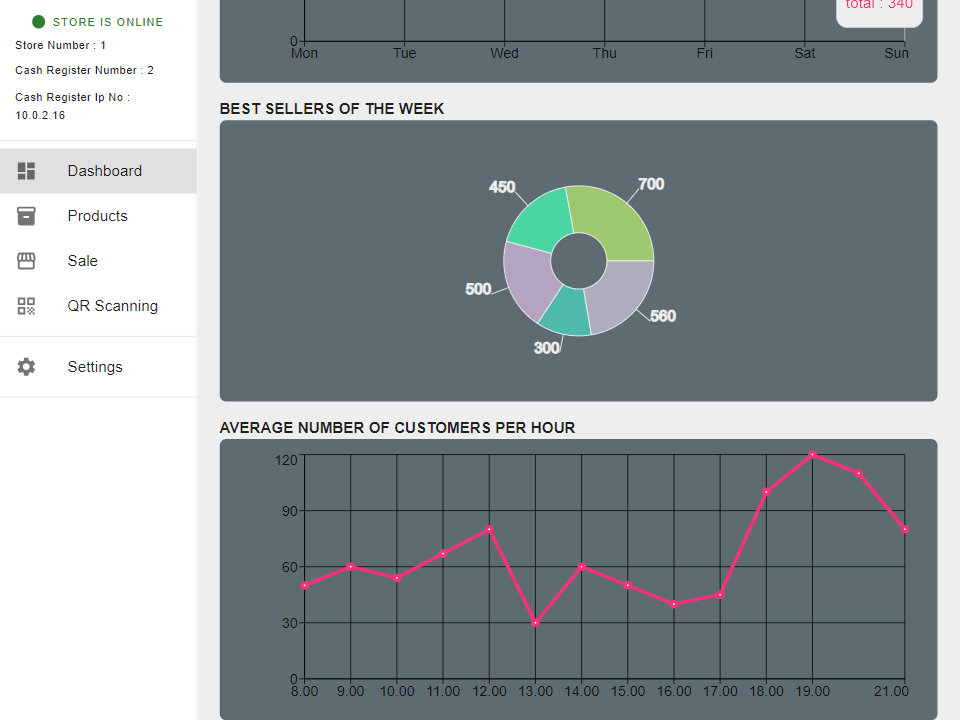 STORE IS ONLINE
Store Number : 1
Cash Register Number : 2
Cash Register Ip No :
10.0.2.16
Dashboard
Products
Sale
QR Scanning
Settings
total : 340
0
Mon Tue Wed Thu Fri Sat Sun
BEST SELLERS OF THE WEEK
450 700
500
560
300
AVERAGE NUMBER OF CUSTOMERS PER HOUR
120
90
60
30
0
8.00 9.00 10.00 11.00 12.00 13.00 14.00 15.00 16.00 17.00 18.00 19.00 21.00